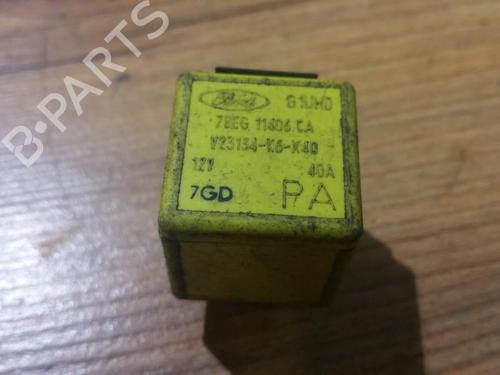 Ford G1UHD
78EG 11606 CA
V23134-K6-X40
12V 40A
7GD PA
B-PARTS